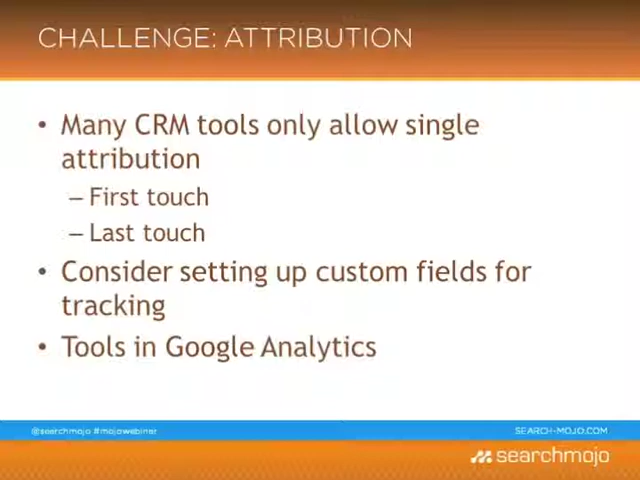 CHALLENGE: ATTRIBUTION
• Many CRM tools only allow single
attribution
– First touch
– Last touch
• Consider setting up custom fields for
tracking
• Tools in Google Analytics
@searchmojo #mojowebinar
SEARCH-MOJO.COM
searchmojo